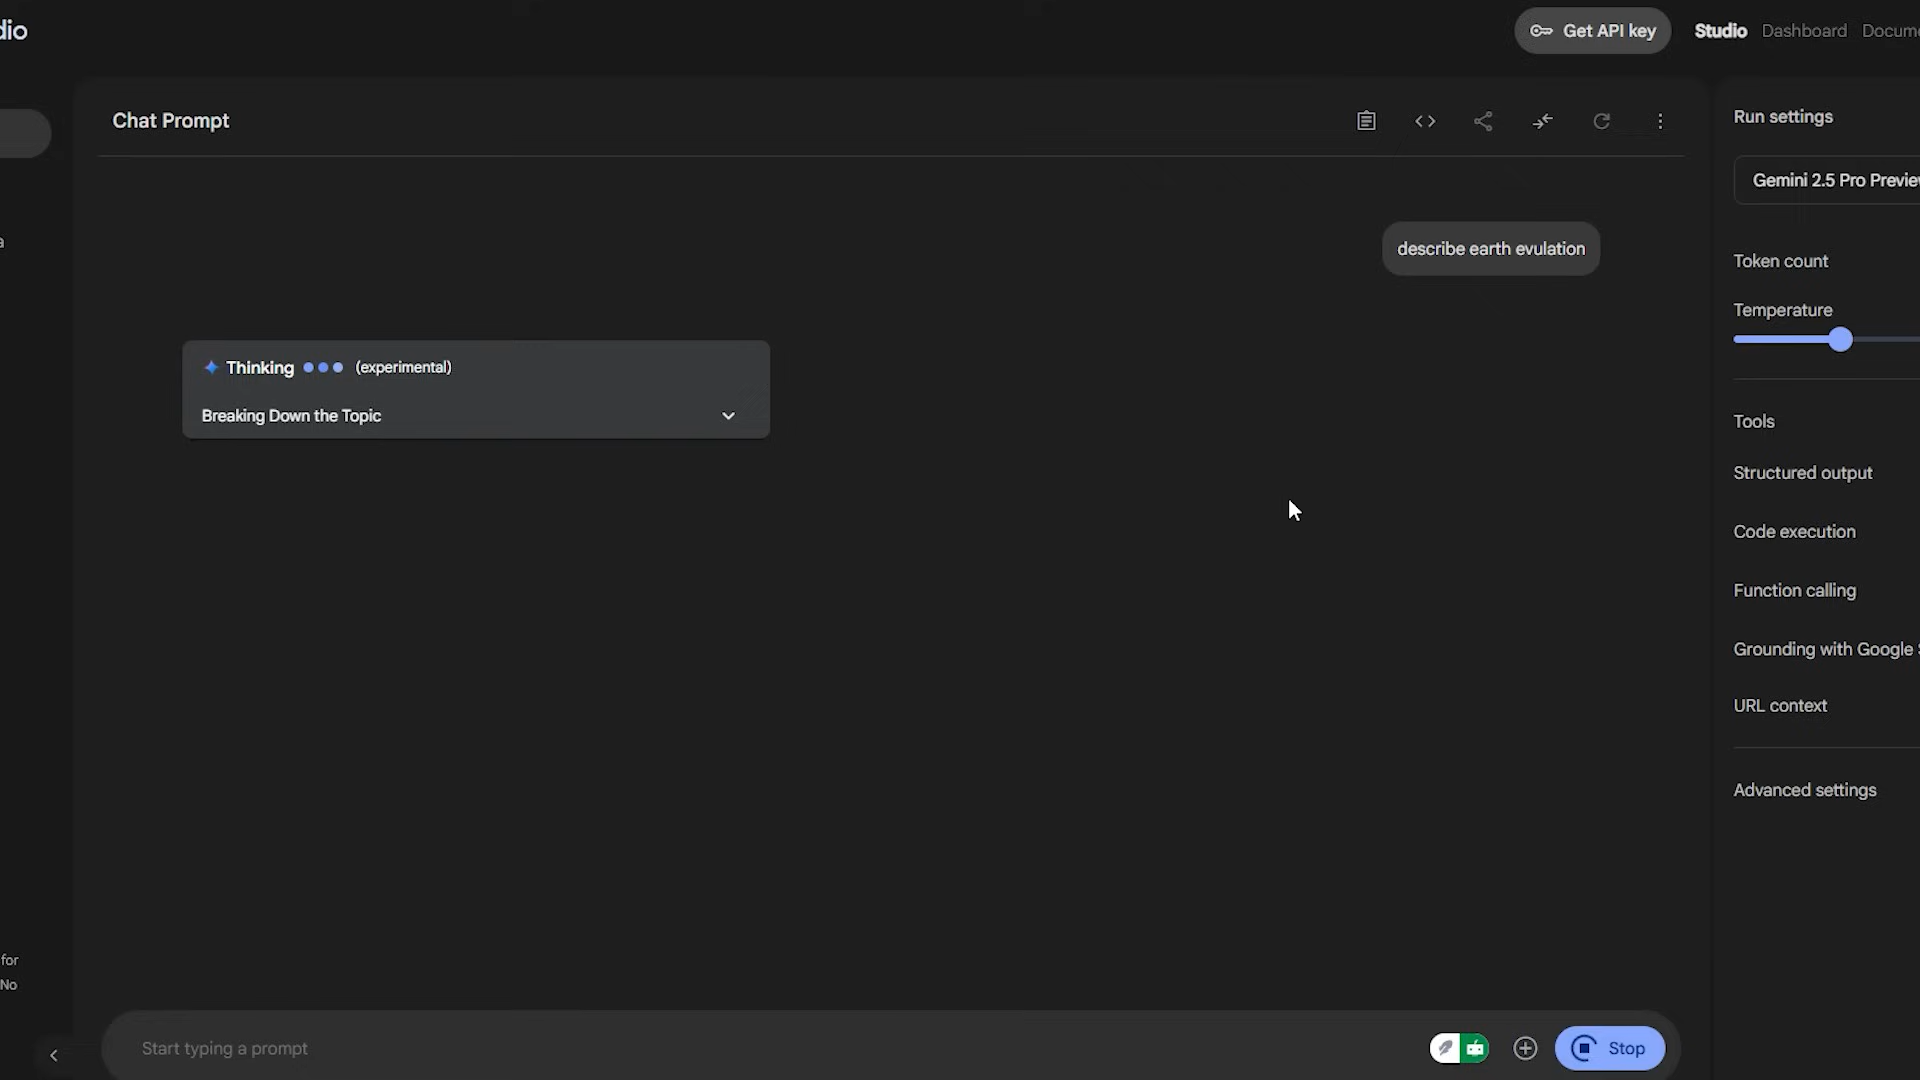 dio
Get API key
Studio
Dashboard
Docume
Chat Prompt
Run settings
Gemini 2.5 Pro Preview
a
describe earth evulation
Token count
Temperature
Thinking (experimental)
Breaking Down the Topic
Tools
Structured output
Code execution
Function calling
Grounding with Google S
URL context
Advanced settings
for
No
Start typing a prompt
Stop